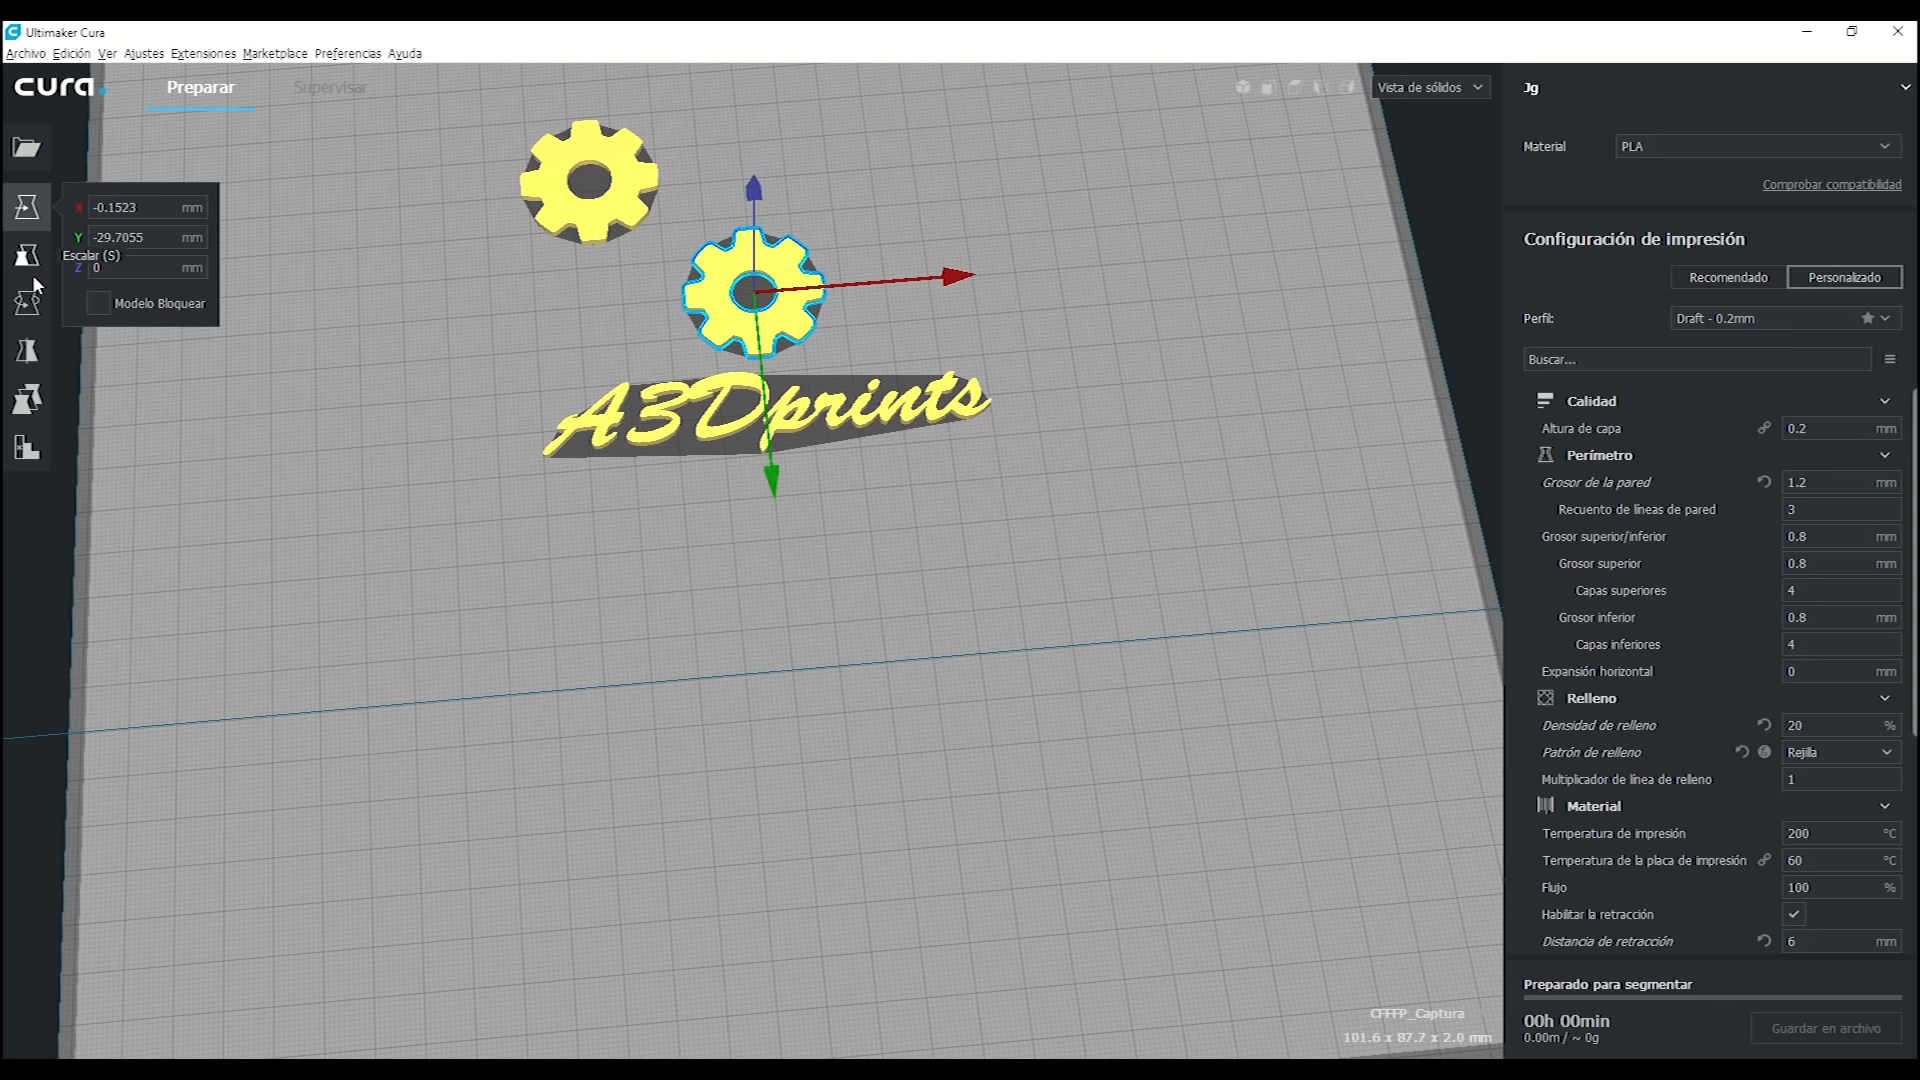 Ultimaker Cura
Archivo Edición Ver Ajustes Extensiones Marketplace Preferencias Ayuda
cura.
Preparar
Supervisar
Vista de sólidos
X -0.1523 mm
Y -29.7055 mm
Escalar (S)
Z 0 mm
Modelo Bloquear
A3Dprints
CFFFP_Captura
101.6 x 87.7 x 2.0 mm
Jg
Material PLA
Comprobar compatibilidad
Configuración de impresión
Recomendado Personalizado
Perfil: Draft - 0.2mm
Buscar...
Calidad
Altura de capa 0.2 mm
Perímetro
Grosor de la pared 1.2 mm
Recuento de líneas de pared 3
Grosor superior/inferior 0.8 mm
Grosor superior 0.8 mm
Capas superiores 4
Grosor inferior 0.8 mm
Capas inferiores 4
Expansión horizontal 0 mm
Relleno
Densidad de relleno 20 %
Patrón de relleno Rejilla
Multiplicador de línea de relleno 1
Material
Temperatura de impresión 200 °C
Temperatura de la placa de impresión 60 °C
Flujo 100 %
Habilitar la retracción
Distancia de retracción 6 mm
Preparado para segmentar
00h 00min
0.00m / ~ 0g
Guardar en archivo